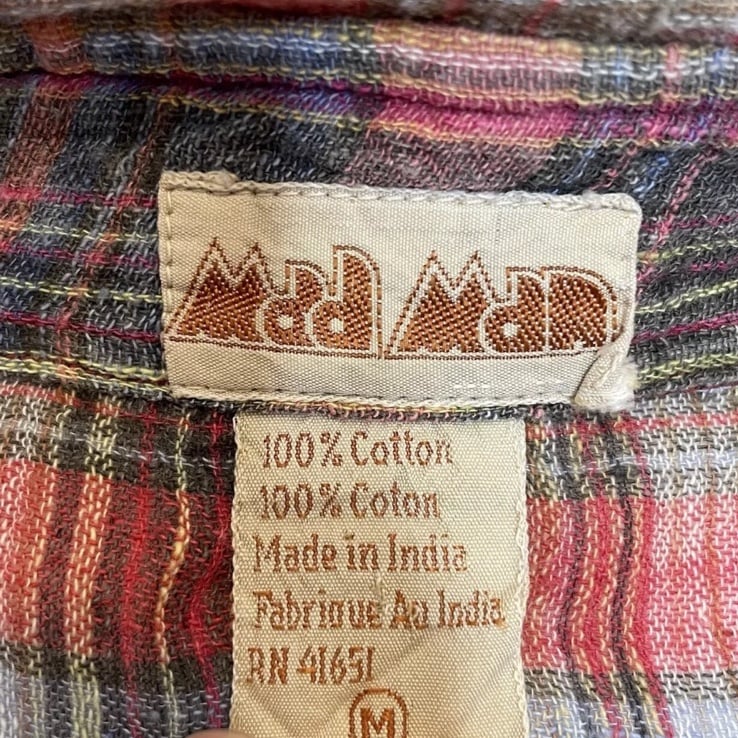 Mad Man
100% Cotton
100% Coton
Made in India
Fabrique Au India
RN 41651
M